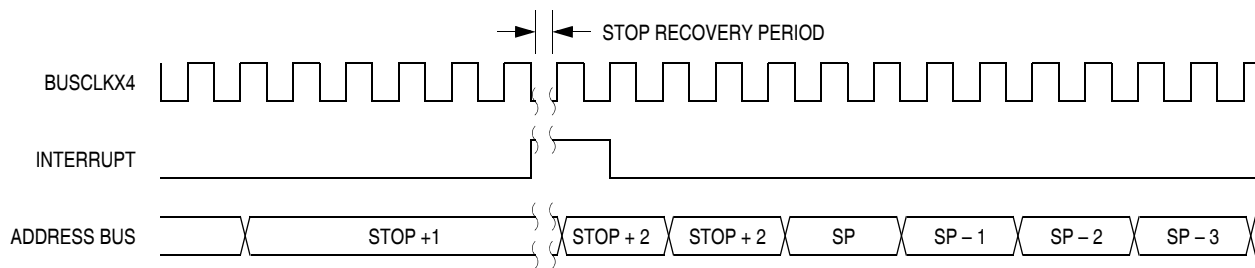 STOP RECOVERY PERIOD
BUSCLKX4
INTERRUPT
ADDRESS BUS STOP +1 STOP + 2 STOP + 2 SP SP – 1 SP – 2 SP – 3